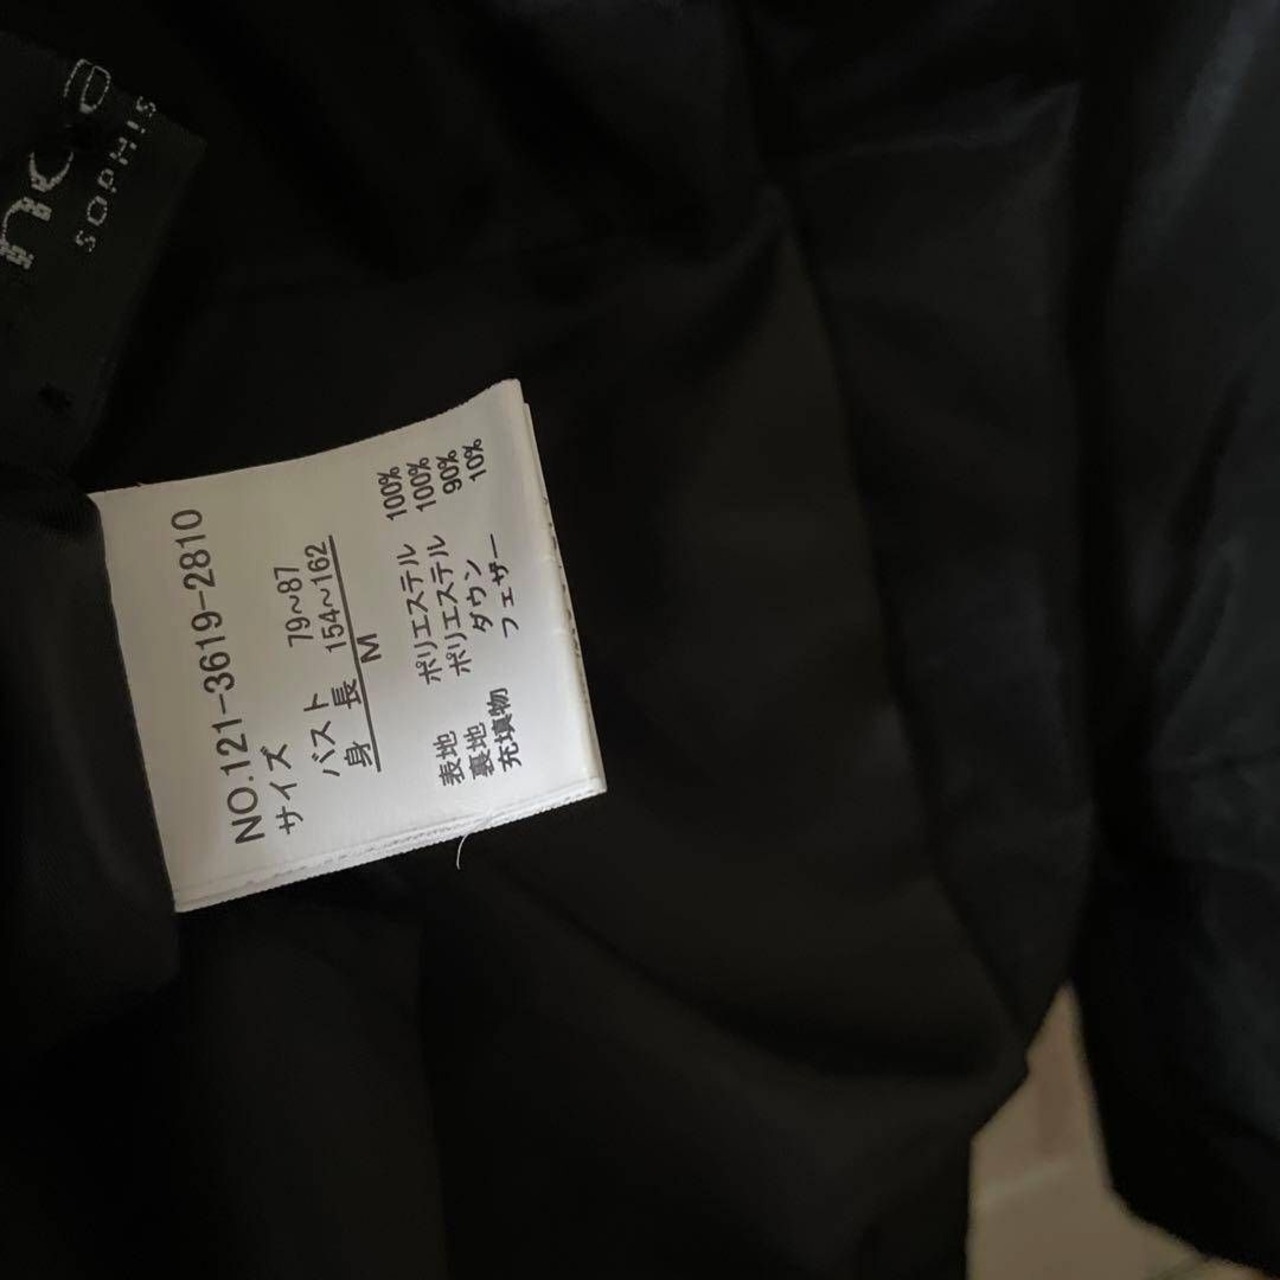 SOPHIS
NO.121-3619-2810
サイズ
バスト 79~87
身長 154~162
M
表地 ポリエステル 100%
裏地 ポリエステル 100%
充填物 ダウン 90%
フェザー 10%